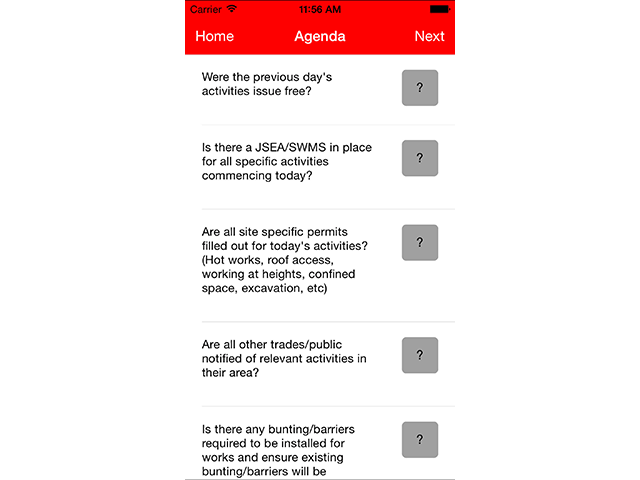 Carrier 11:56 AM
Home Agenda Next
Were the previous day's
activities issue free?
?
Is there a JSEA/SWMS in place
for all specific activities
commencing today?
?
Are all site specific permits
filled out for today's activities?
(Hot works, roof access,
working at heights, confined
space, excavation, etc)
?
Are all other trades/public
notified of relevant activities in
their area?
?
Is there any bunting/barriers
required to be installed for
works and ensure existing
bunting/barriers will be
?